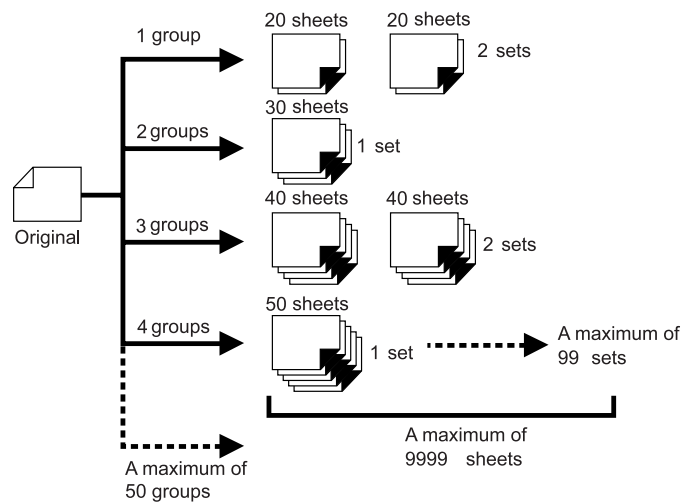 20 sheets
20 sheets
1 group
2 sets
30 sheets
2 groups
1 set
40 sheets
40 sheets
3 groups
2 sets
Original
50 sheets
4 groups
1 set
A maximum of
99 sets
A maximum of
9999 sheets
A maximum of
50 groups